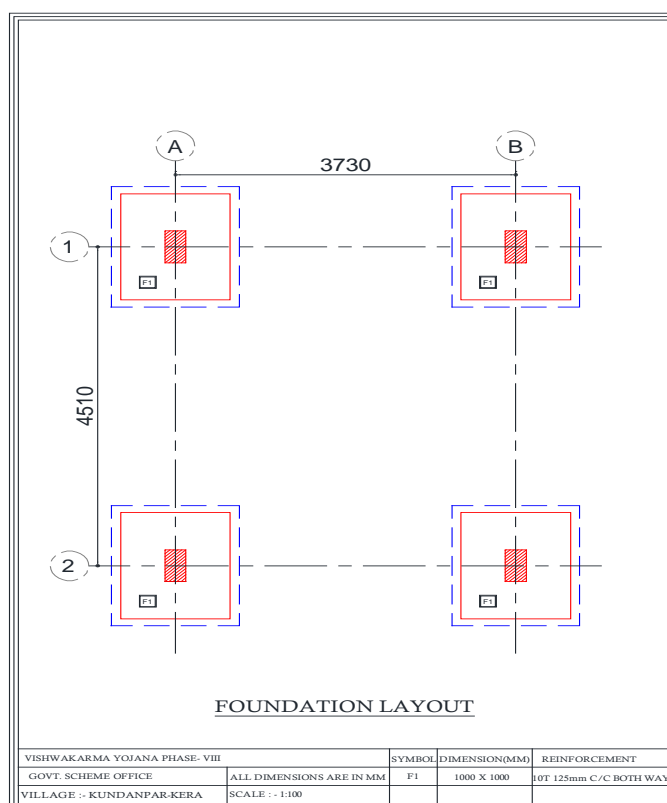 A
B
3730
1
F1
F1
4510
2
F1
F1
FOUNDATION LAYOUT
VISHWAKARMA YOJANA PHASE- VIII
SYMBOL DIMENSION(MM) REINFORCEMENT
GOVT. SCHEME OFFICE ALL DIMENSIONS ARE IN MM F1 1000 X 1000 10T 125mm C/C BOTH WAY
VILLAGE :- KUNDANPAR-KERA SCALE : - 1:100